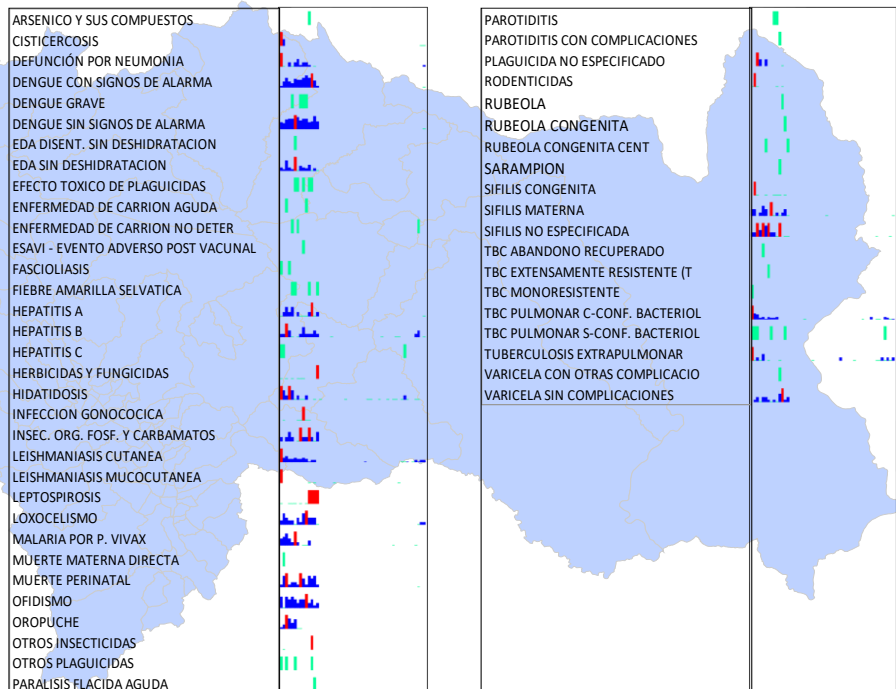 ARSENICO Y SUS COMPUESTOS
CISTICERCOSIS
DEFUNCIÓN POR NEUMONIA
DENGUE CON SIGNOS DE ALARMA
DENGUE GRAVE
DENGUE SIN SIGNOS DE ALARMA
EDA DISENT. SIN DESHIDRATACION
EDA SIN DESHIDRATACION
EFECTO TOXICO DE PLAGUICIDAS
ENFERMEDAD DE CARRION AGUDA
ENFERMEDAD DE CARRION NO DETER
ESAVI - EVENTO ADVERSO POST VACUNAL
FASCIOLIASIS
FIEBRE AMARILLA SELVATICA
HEPATITIS A
HEPATITIS B
HEPATITIS C
HERBICIDAS Y FUNGICIDAS
HIDATIDOSIS
INFECCION GONOCOCICA
INSEC. ORG. FOSF. Y CARBAMATOS
LEISHMANIASIS CUTANEA
LEISHMANIASIS MUCOCUTANEA
LEPTOSPIROSIS
LOXOCELISMO
MALARIA POR P. VIVAX
MUERTE MATERNA DIRECTA
MUERTE PERINATAL
OFIDISMO
OROPUCHE
OTROS INSECTICIDAS
OTROS PLAGUICIDAS
PARALISIS FLACIDA AGUDA
PAROTIDITIS
PAROTIDITIS CON COMPLICACIONES
PLAGUICIDA NO ESPECIFICADO
RODENTICIDAS
RUBEOLA
RUBEOLA CONGENITA
RUBEOLA CONGENITA CENT
SARAMPION
SIFILIS CONGENITA
SIFILIS MATERNA
SIFILIS NO ESPECIFICADA
TBC ABANDONO RECUPERADO
TBC EXTENSAMENTE RESISTENTE (T
TBC MONORESISTENTE
TBC PULMONAR C-CONF. BACTERIOL
TBC PULMONAR S-CONF. BACTERIOL
TUBERCULOSIS EXTRAPULMONAR
VARICELA CON OTRAS COMPLICACIO
VARICELA SIN COMPLICACIONES